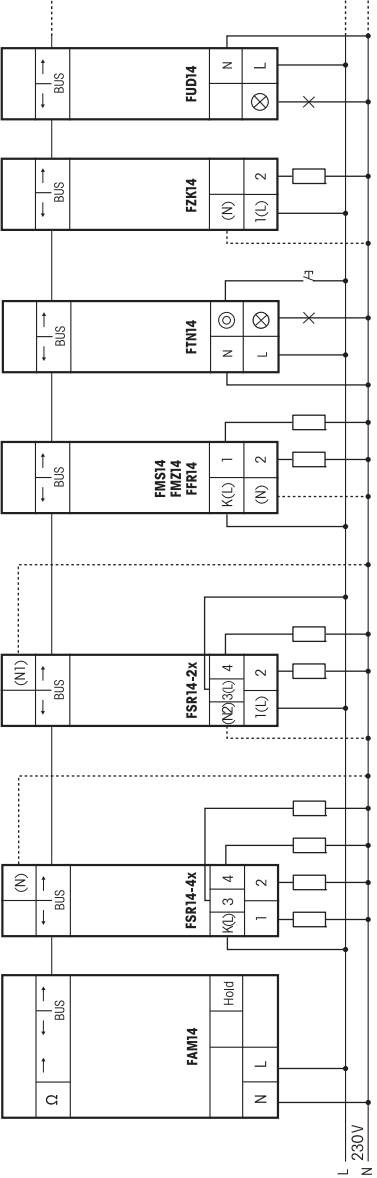 Ω
BUS
FAM14
Hold
N L
(N)
BUS
FSR14-4x
K(L) 3 4
1 2
(N1)
BUS
FSR14-2x
(N2) 3(L) 4
1(L) 2
BUS
FMS14
FMZ14
FFR14
K(L) 1
(N) 2
BUS
FTN14
N
L
BUS
FZK14
(N)
1(L) 2
BUS
FUD14
N
L
L
230V
N